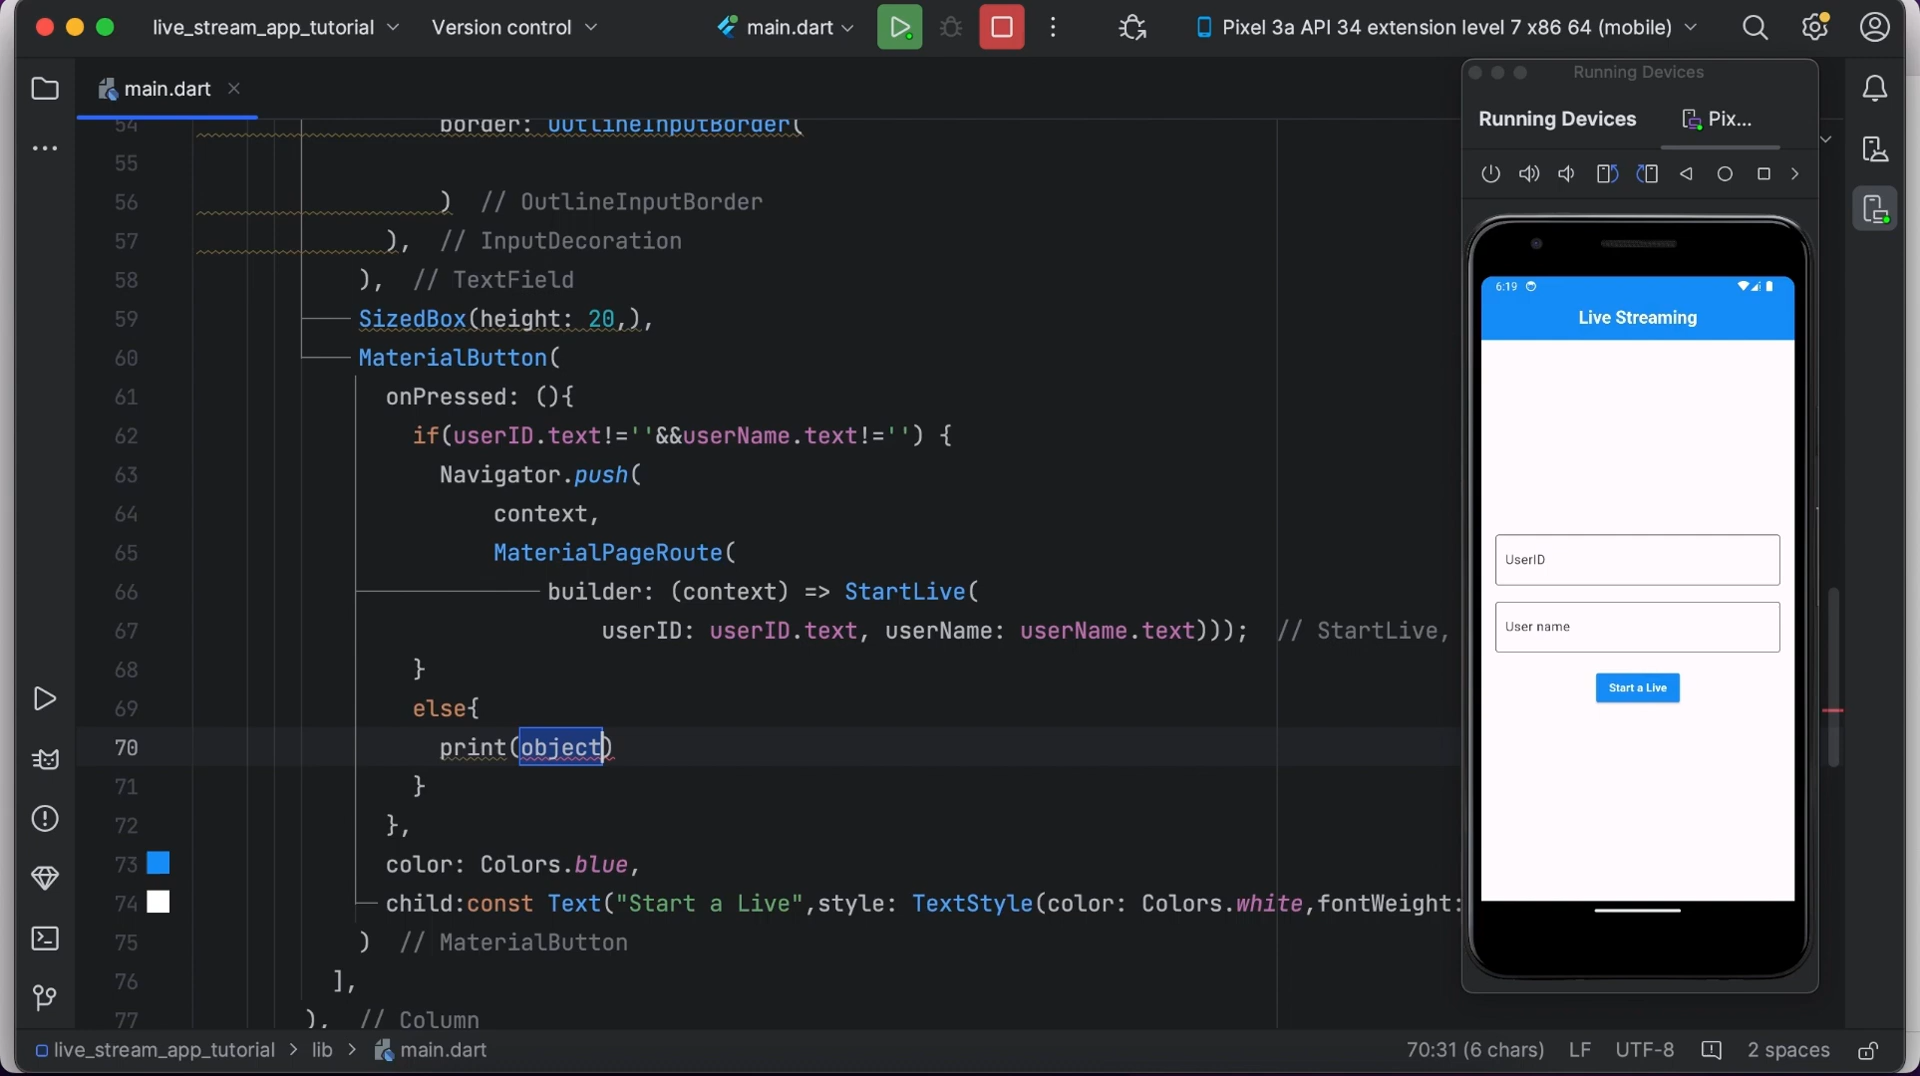 live_stream_app_tutorial
Version control
main.dart
Pixel 3a API 34 extension level 7 x86 64 (mobile)
main.dart
54 border: OutlineInputBorder(
55
56 ) // OutlineInputBorder
57 ), // InputDecoration
58 ), // TextField
59 SizedBox(height: 20,),
60 MaterialButton(
61 onPressed: (){
62 if(userID.text!=''&&userName.text!='') {
63 Navigator.push(
64 context,
65 MaterialPageRoute(
66 builder: (context) => StartLive(
67 userID: userID.text, userName: userName.text))); // StartLive,
68 }
69 else{
70 print(object)
71 }
72 },
73 color: Colors.blue,
74 child:const Text("Start a Live",style: TextStyle(color: Colors.white,fontWeight:
75 ) // MaterialButton
76 ],
77 ), // Column
Running Devices
Running Devices
Pix...
6:19
Live Streaming
UserID
User name
Start a Live
live_stream_app_tutorial > lib > main.dart
70:31 (6 chars) LF UTF-8 2 spaces